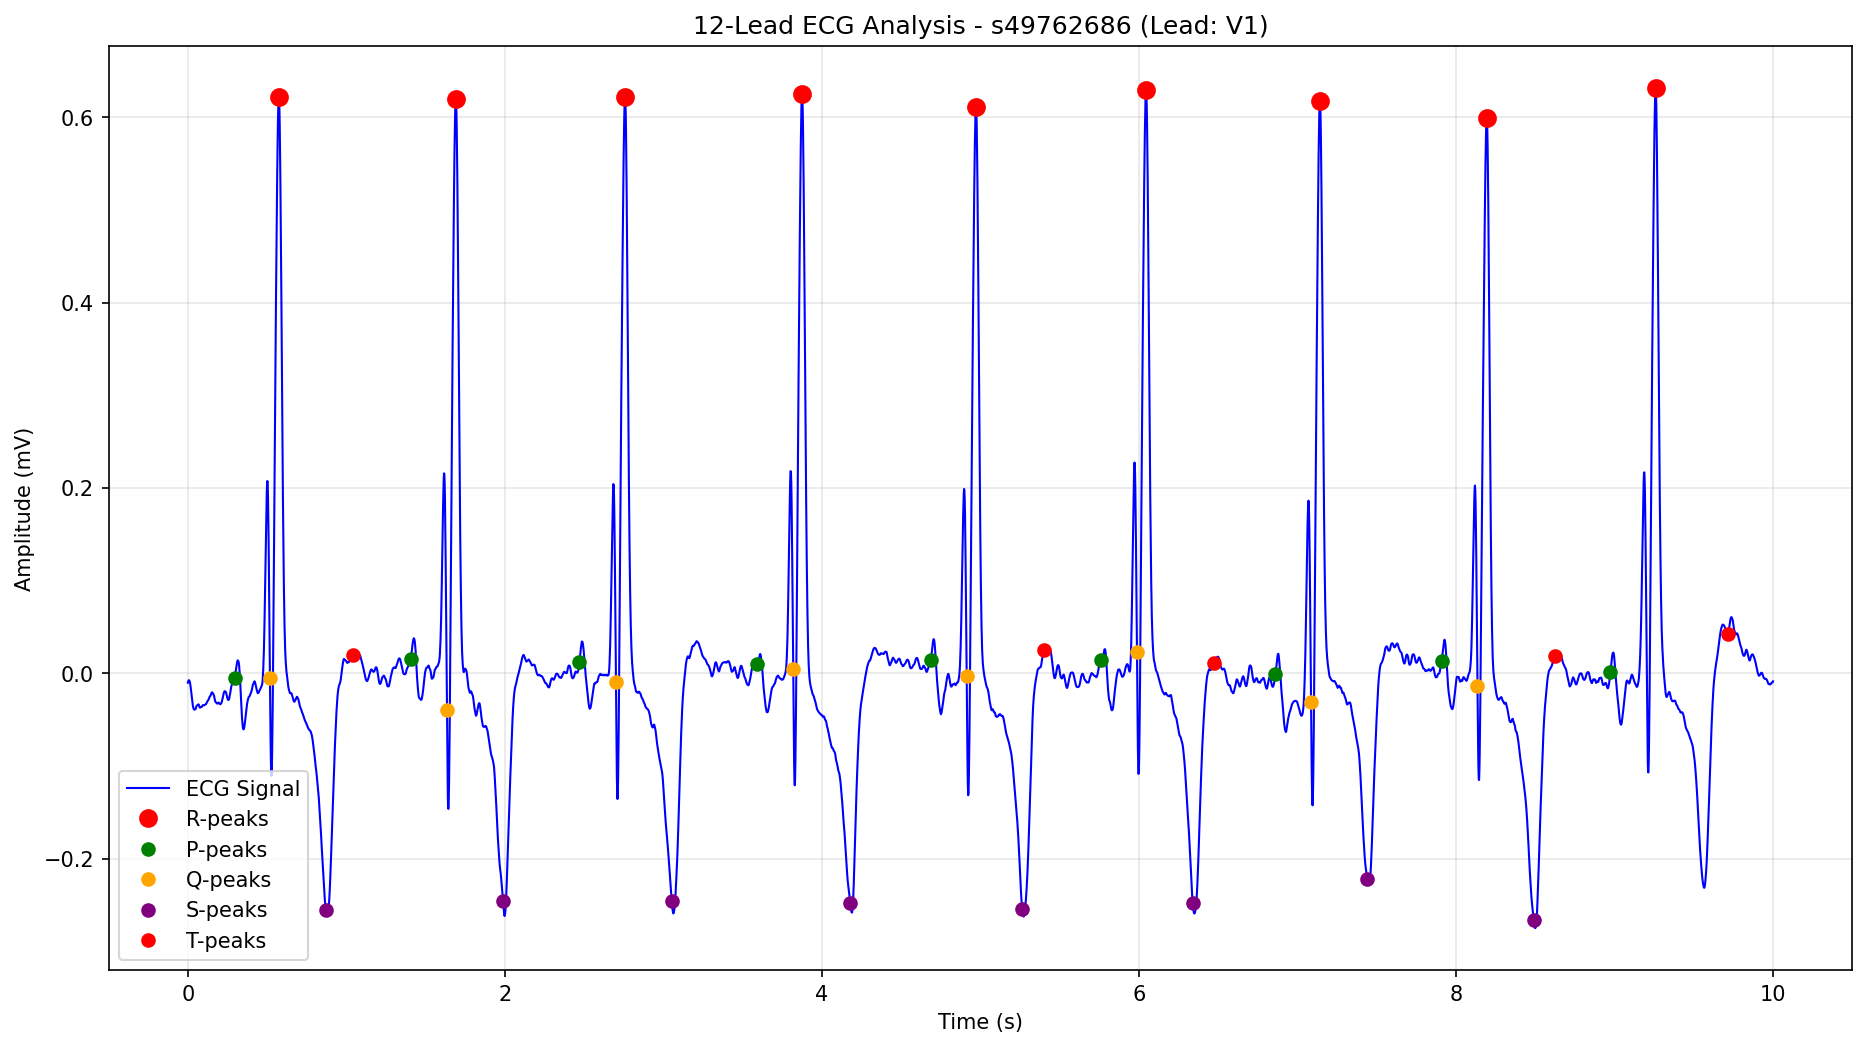 12-Lead ECG Analysis - s49762686 (Lead: V1)
Amplitude (mV)
0.6
0.4
0.2
0.0
−0.2
ECG Signal
R-peaks
P-peaks
Q-peaks
S-peaks
T-peaks
0 2 4 6 8 10
Time (s)